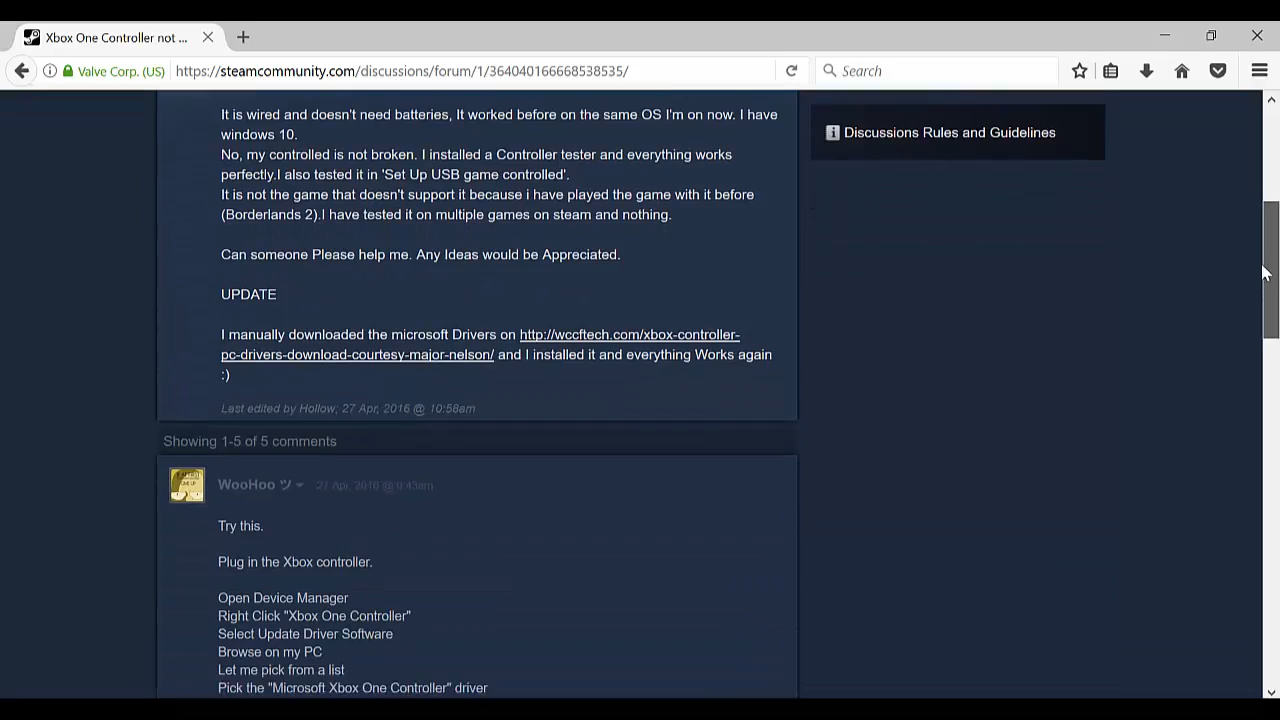 Xbox One Controller not ...
Valve Corp. (US)
https://steamcommunity.com/discussions/forum/1/364040166668538535/
Search
It is wired and doesn't need batteries, It worked before on the same OS I'm on now. I have
windows 10.
No, my controlled is not broken. I installed a Controller tester and everything works
perfectly.I also tested it in 'Set Up USB game controlled'.
It is not the game that doesn't support it because i have played the game with it before
(Borderlands 2).I have tested it on multiple games on steam and nothing.
Can someone Please help me. Any Ideas would be Appreciated.
UPDATE
I manually downloaded the microsoft Drivers on http://wccftech.com/xbox-controller-
pc-drivers-download-courtesy-major-nelson/ and I installed it and everything Works again
:)
Last edited by Hollow; 27 Apr, 2016 @ 10:58am
Discussions Rules and Guidelines
Showing 1-5 of 5 comments
WooHoo ツ 27 Apr, 2016 @ 9:43am
Try this.
Plug in the Xbox controller.
Open Device Manager
Right Click "Xbox One Controller"
Select Update Driver Software
Browse on my PC
Let me pick from a list
Pick the "Microsoft Xbox One Controller" driver